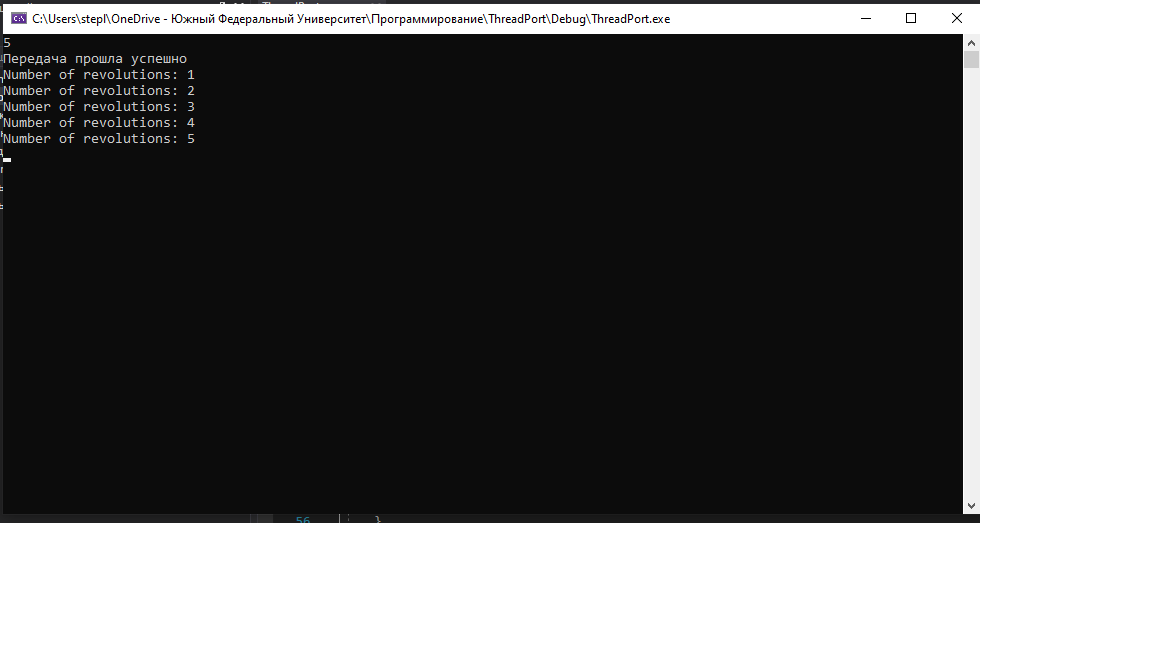 C:\Users\stepl\OneDrive - Южный Федеральный Университет\Программирование\ThreadPort\Debug\ThreadPort.exe
5
Передача прошла успешно
Number of revolutions: 1
Number of revolutions: 2
Number of revolutions: 3
Number of revolutions: 4
Number of revolutions: 5
56 }